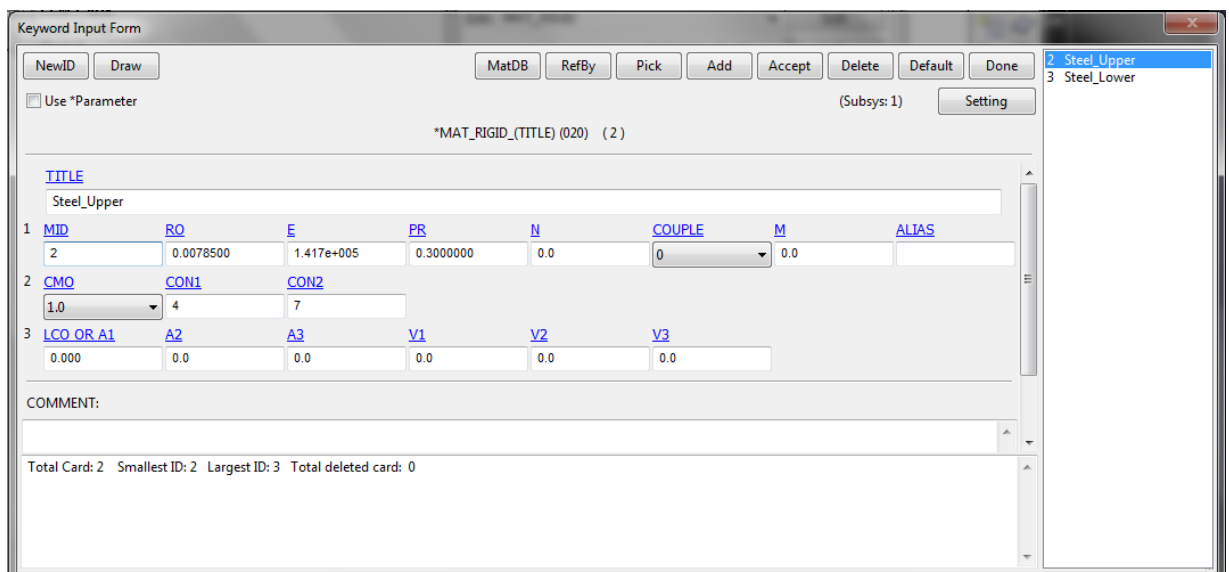 Keyword Input Form
NewID Draw MatDB RefBy Pick Add Accept Delete Default Done
Use *Parameter (Subsys: 1) Setting
*MAT_RIGID_(TITLE) (020) (2)
TITLE
Steel_Upper
1 MID RO E PR N COUPLE M ALIAS
2 0.0078500 1.417e+005 0.3000000 0.0 0 0.0
2 CMO CON1 CON2
1.0 4 7
3 LCO OR A1 A2 A3 V1 V2 V3
0.000 0.0 0.0 0.0 0.0 0.0
COMMENT:
Total Card: 2 Smallest ID: 2 Largest ID: 3 Total deleted card: 0
2 Steel_Upper
3 Steel_Lower